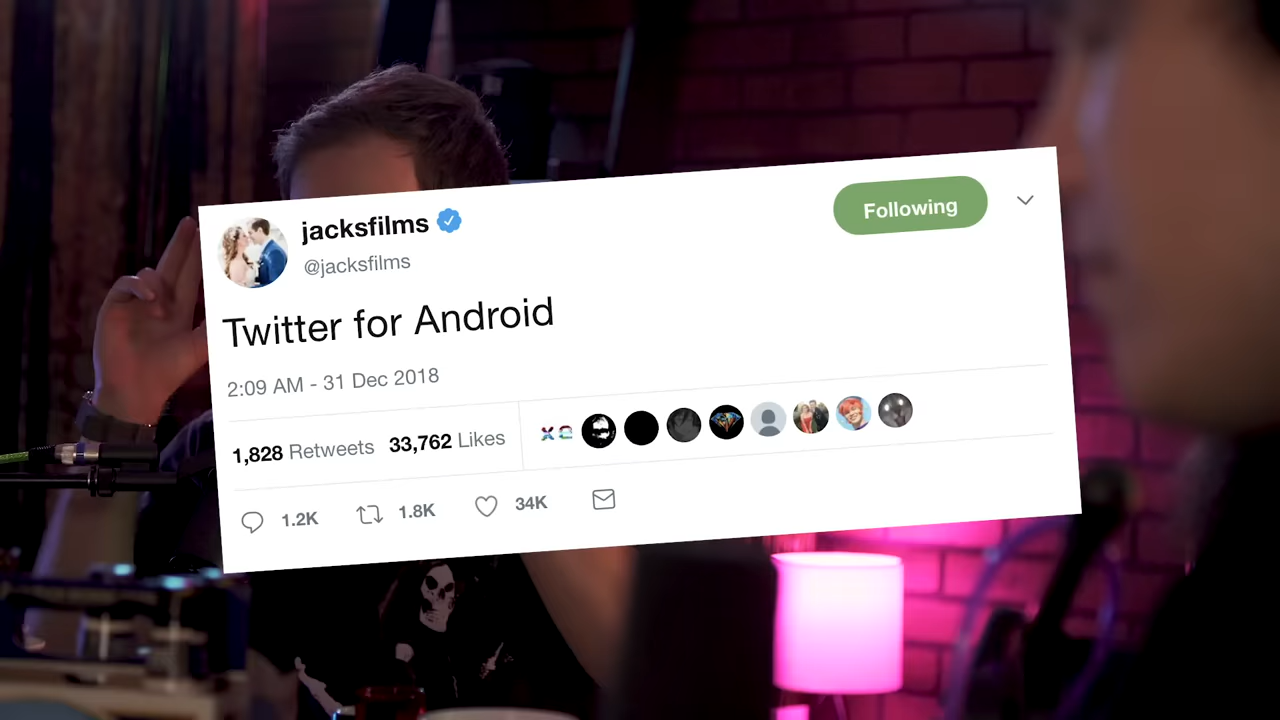 jacksfilms
@jacksfilms
Following
Twitter for Android
2:09 AM - 31 Dec 2018
1,828 Retweets 33,762 Likes
1.2K 1.8K 34K